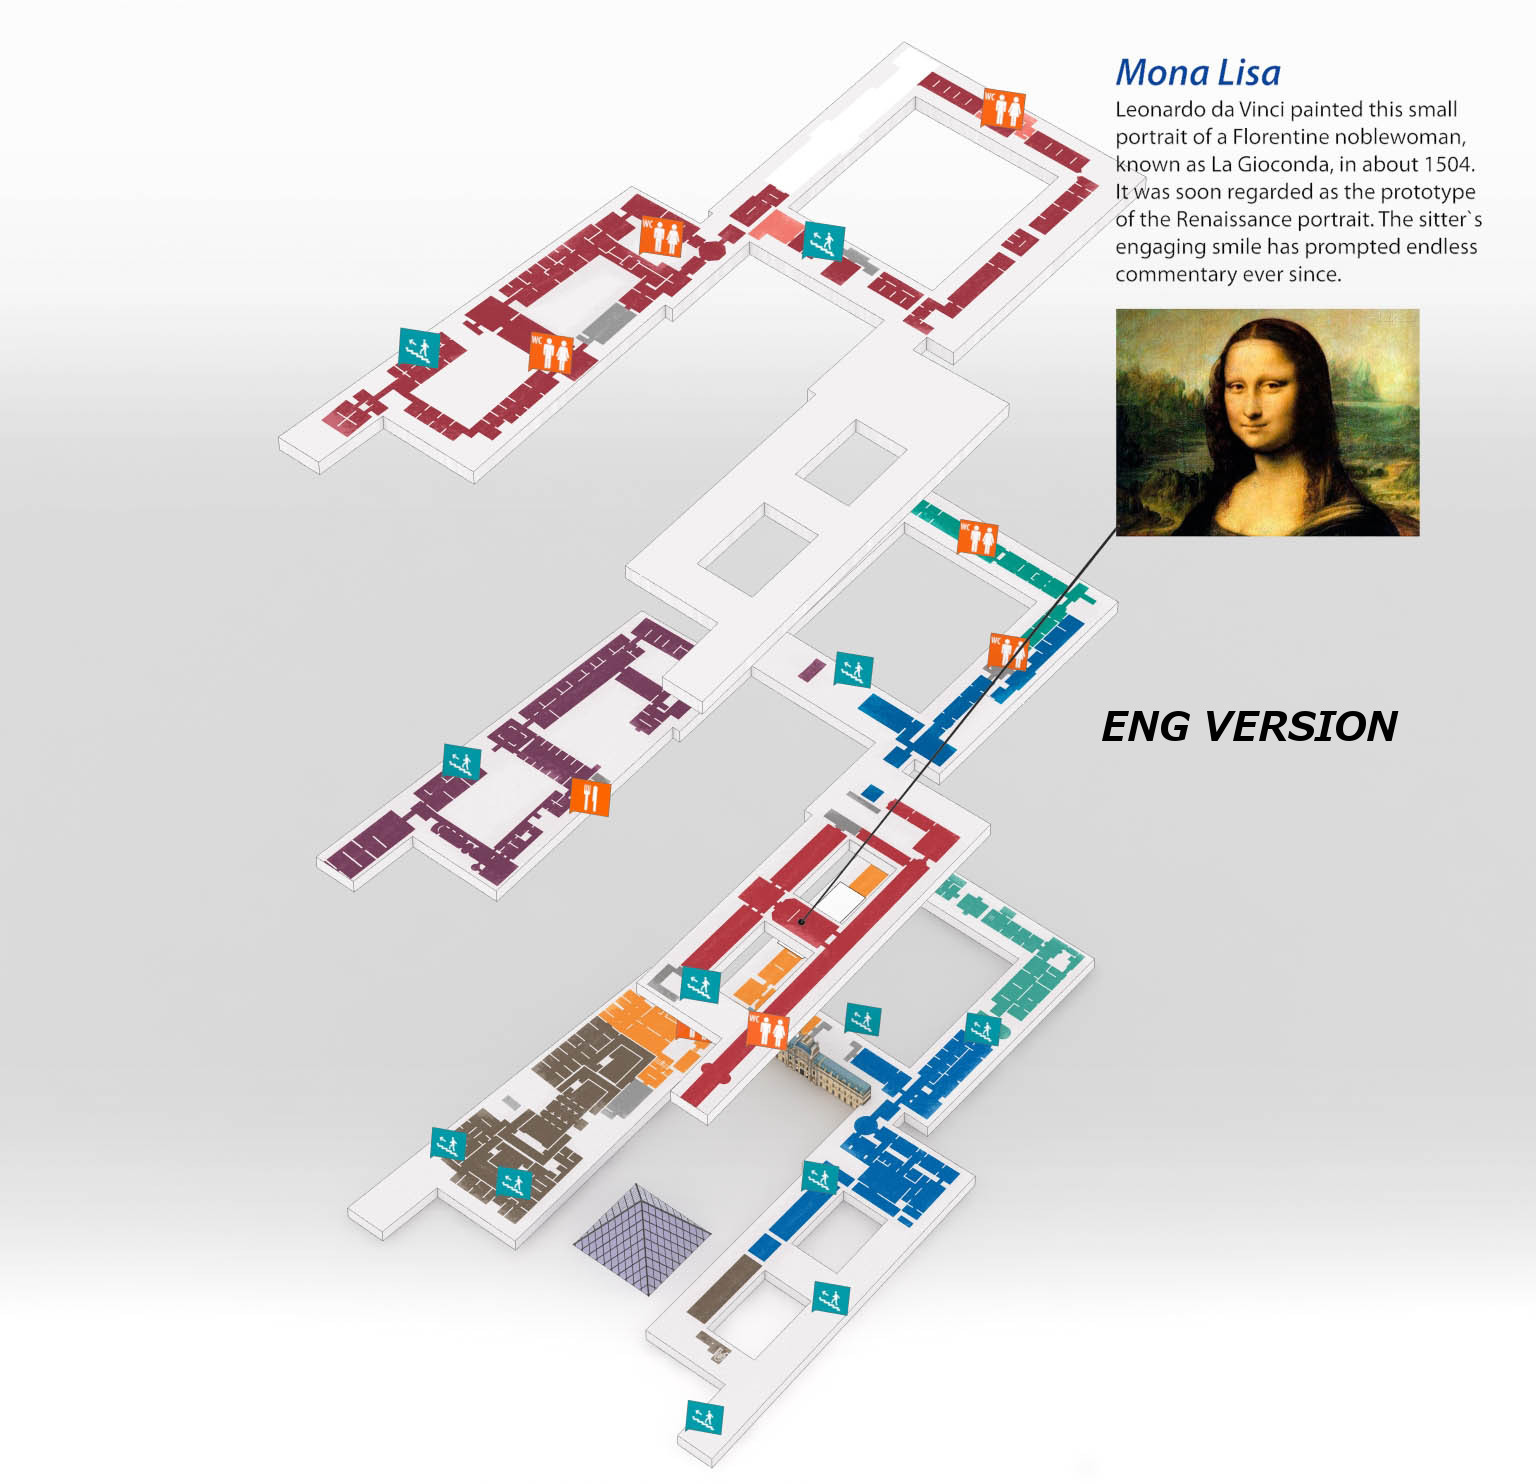 Mona Lisa
Leonardo da Vinci painted this small
portrait of a Florentine noblewoman,
known as La Gioconda, in about 1504.
It was soon regarded as the prototype
of the Renaissance portrait. The sitter`s
engaging smile has prompted endless
commentary ever since.
WC
WC
WC
WC
WC
ENG VERSION
WC